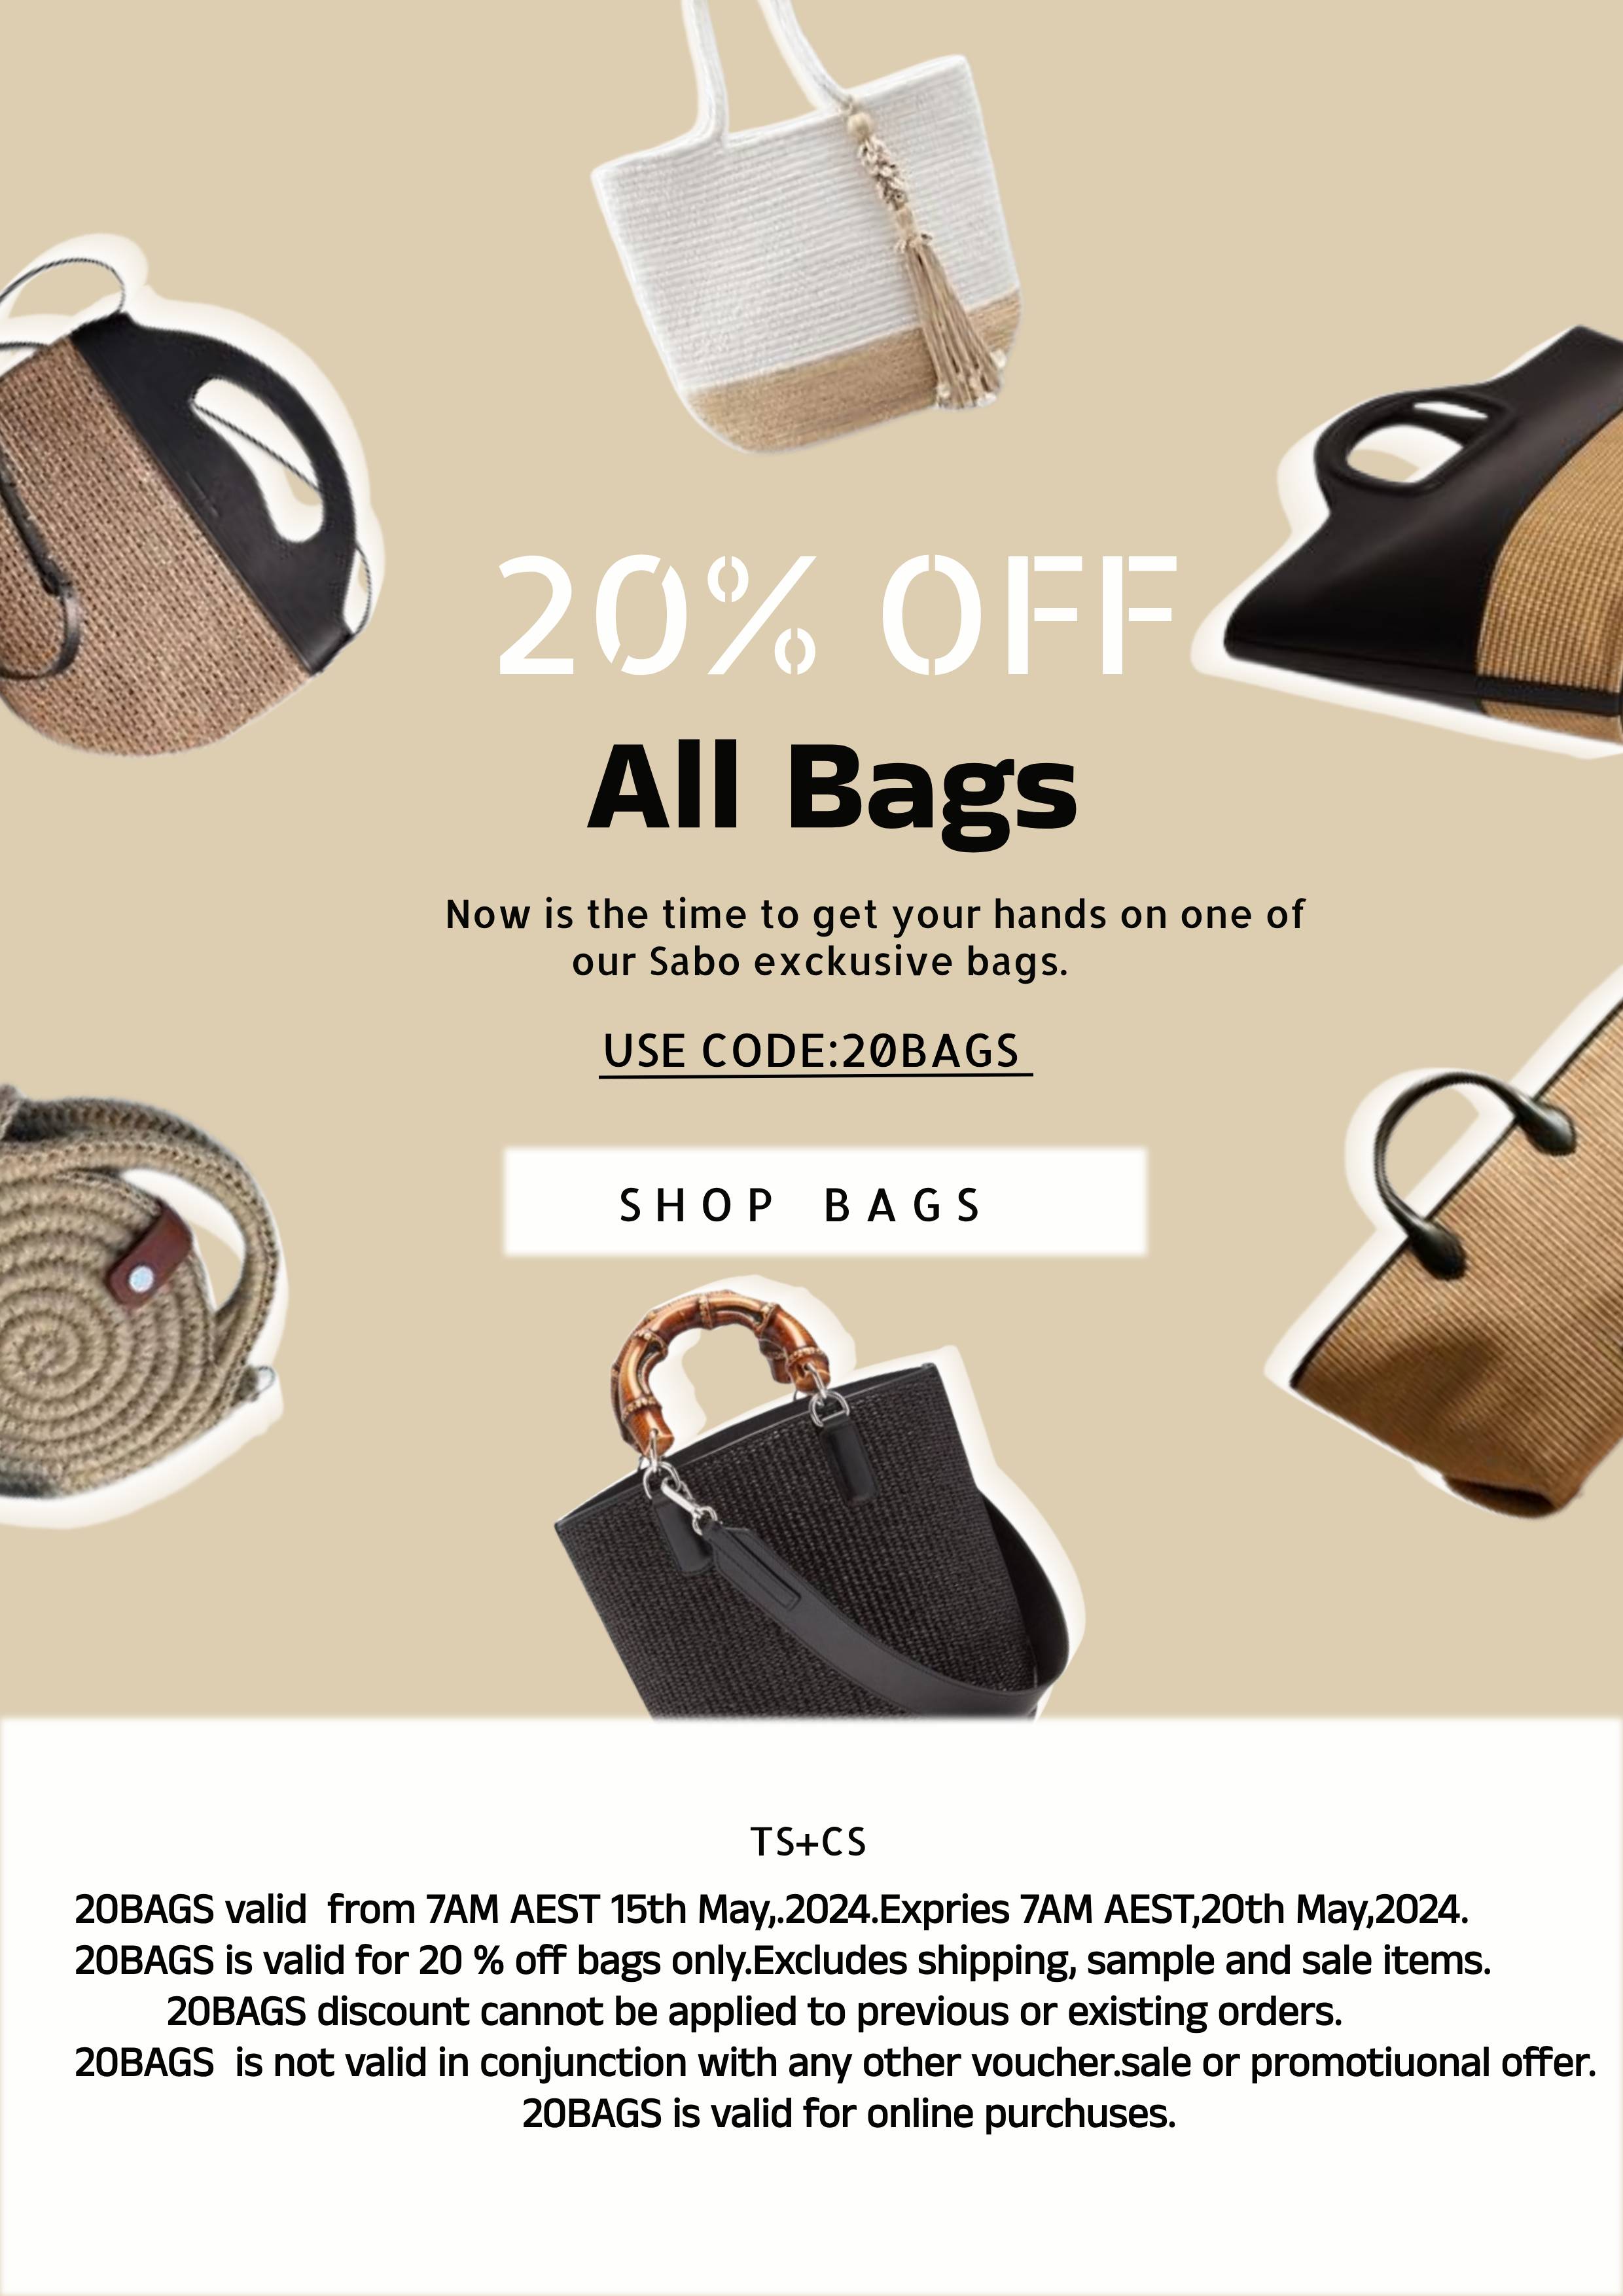 20% OFF
All Bags
Now is the time to get your hands on one of
our Sabo exckusive bags.
USE CODE:20BAGS
SHOP BAGS
TS+CS
20BAGS valid  from 7AM AEST 15th May,.2024.Expries 7AM AEST,20th May,2024.
20BAGS is valid for 20 % off bags only.Excludes shipping, sample and sale items.
20BAGS discount cannot be applied to previous or existing orders.
20BAGS  is not valid in conjunction with any other voucher.sale or promotiuonal offer.
20BAGS is valid for online purchuses.